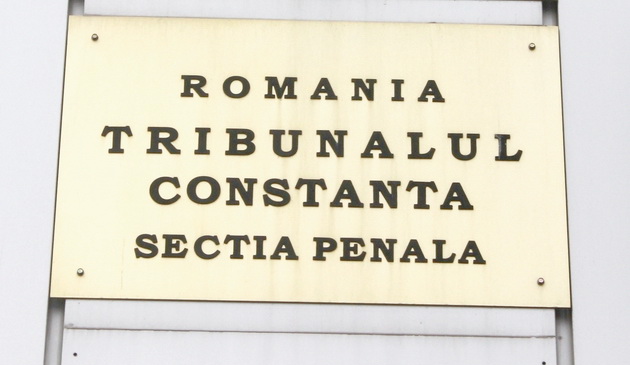 ROMANIA
TRIBUNALUL
CONSTANTA
SECTIA PENALA